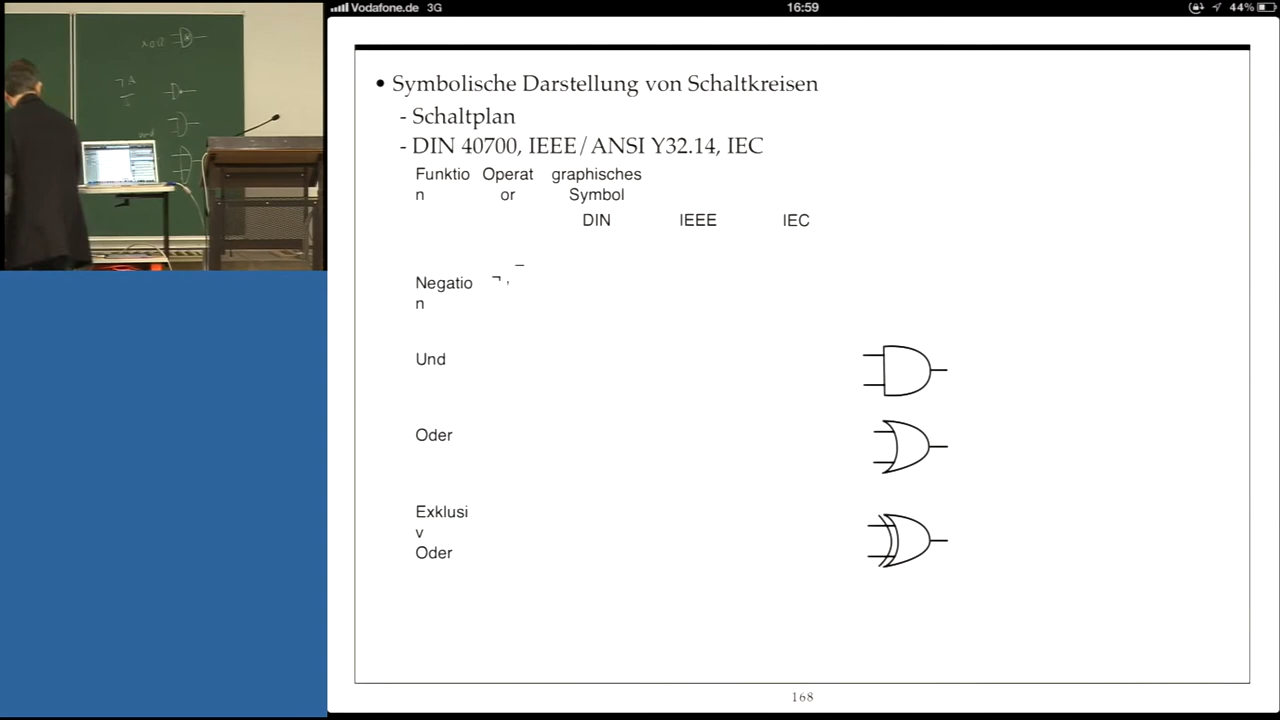 Vodafone.de 3G 16:59 44%
• Symbolische Darstellung von Schaltkreisen
- Schaltplan
- DIN 40700, IEEE/ANSI Y32.14, IEC
Funktio Operat graphisches
n or Symbol
DIN IEEE IEC
Negatio ¬ , ¯
n
Und
Oder
Exklusi
v
Oder
168